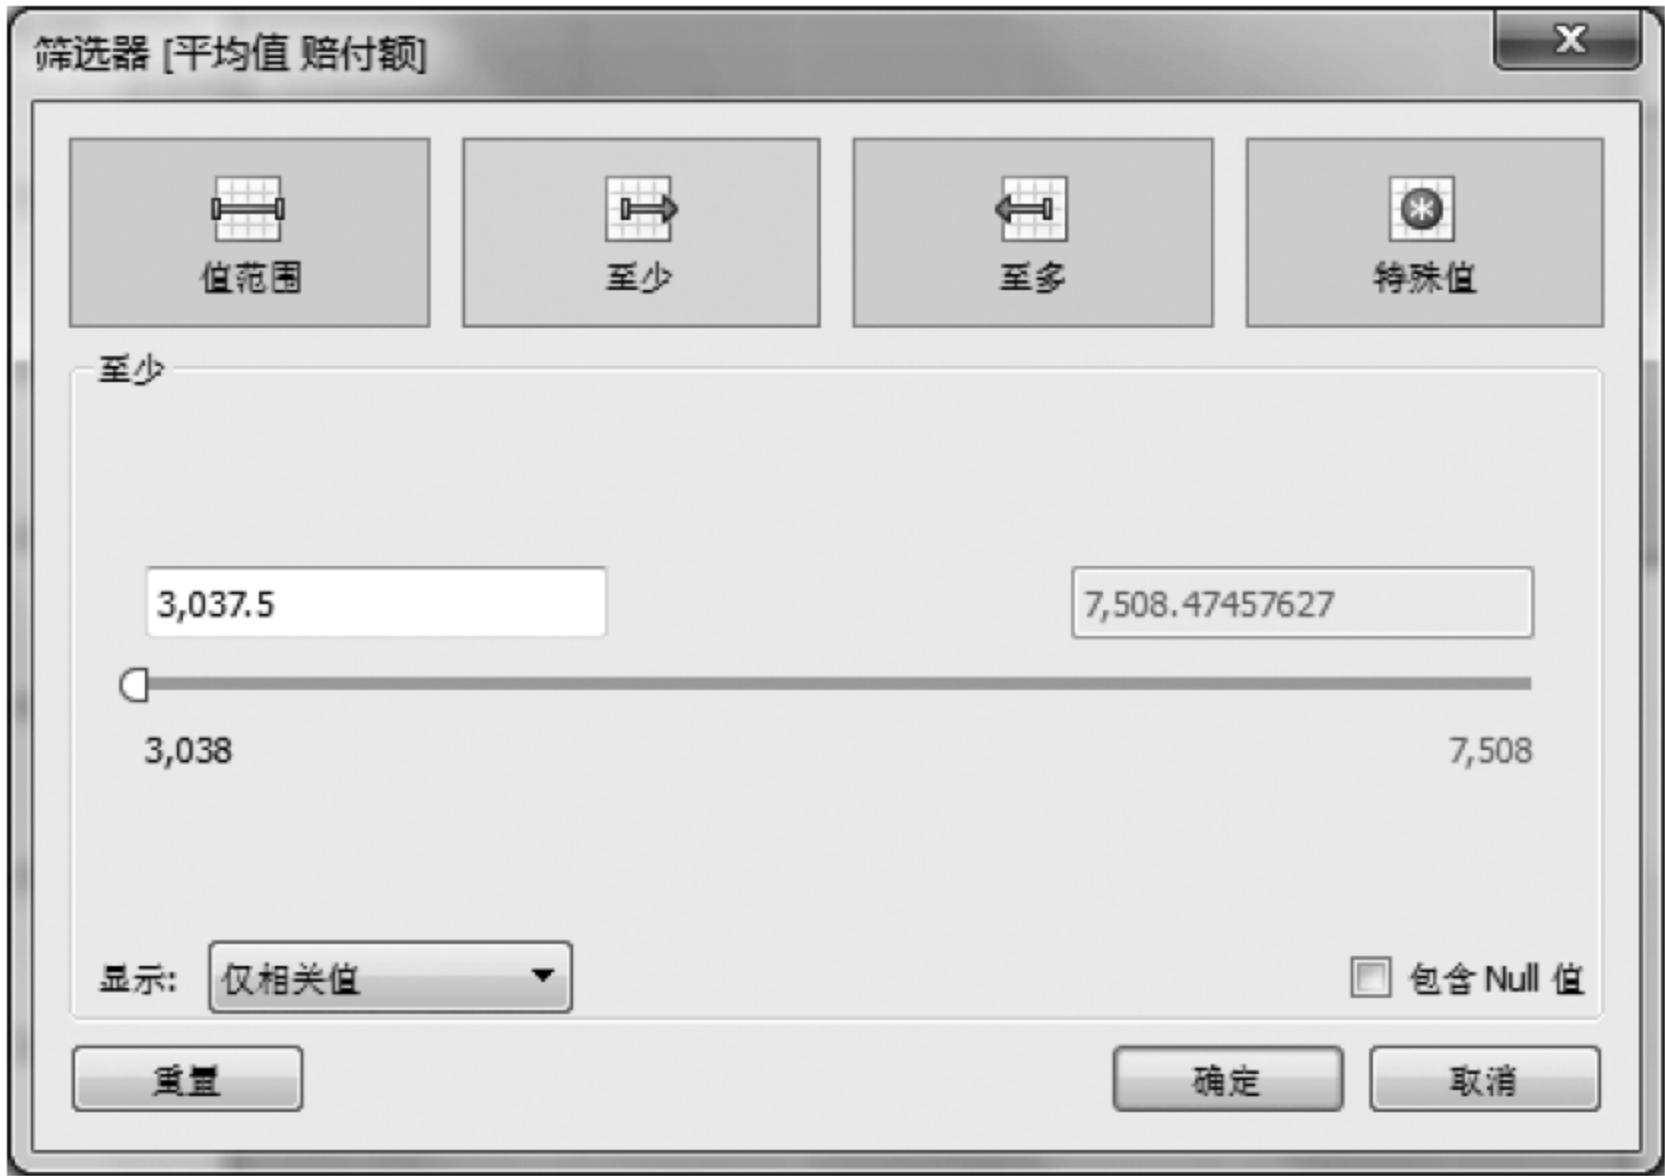 筛选器 [平均值 赔付额]
值范围 至少 至多 特殊值
至少
3,037.5 7,508.47457627
3,038 7,508
显示: 仅相关值 包含 Null 值
重置 确定 取消